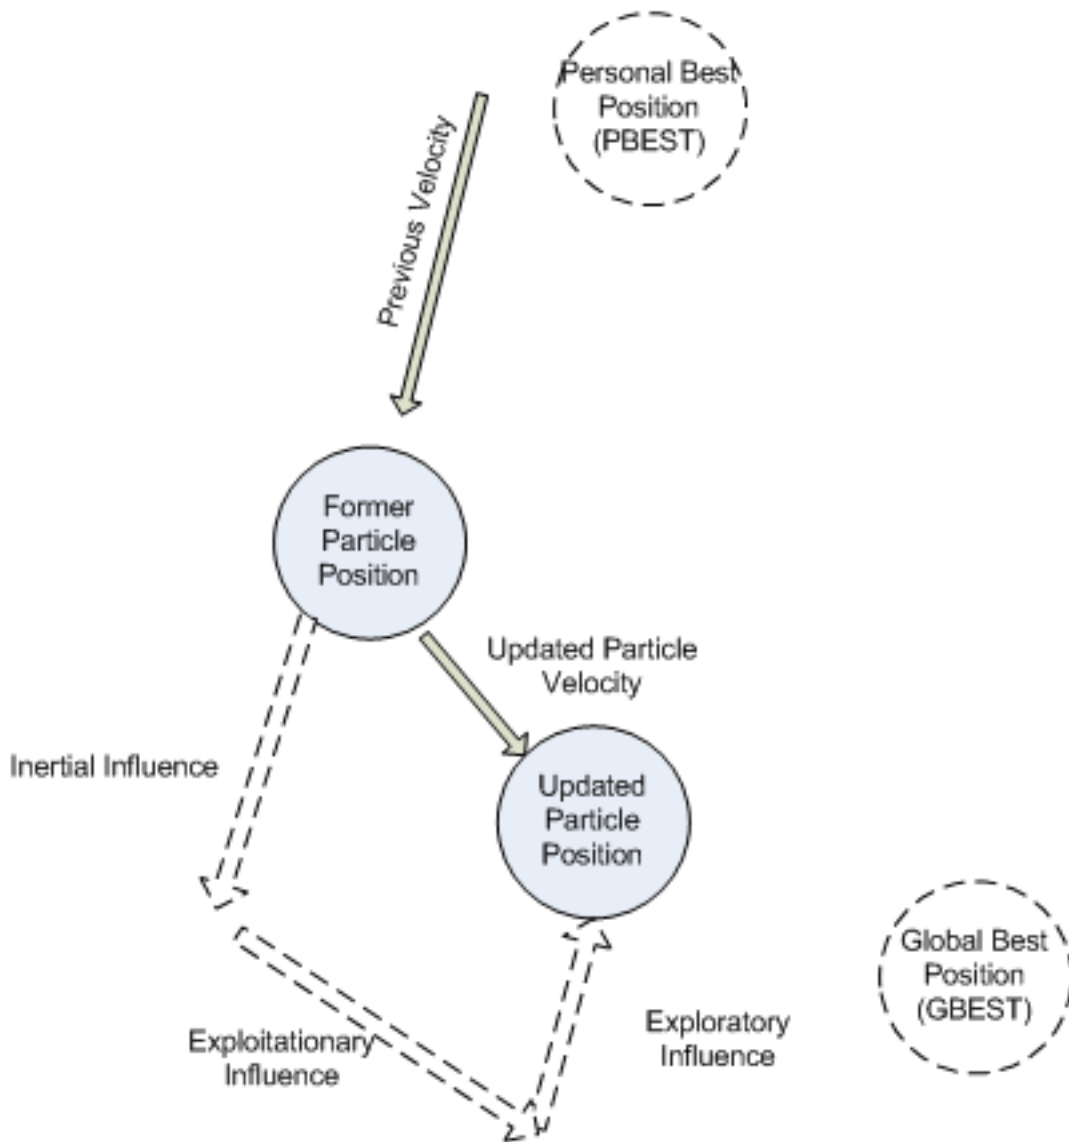 Personal Best
Position
(PBEST)
Previous Velocity
Former
Particle
Position
Updated Particle
Velocity
Inertial Influence
Updated
Particle
Position
Global Best
Position
(GBEST)
Exploratory
Influence
Exploitationary
Influence